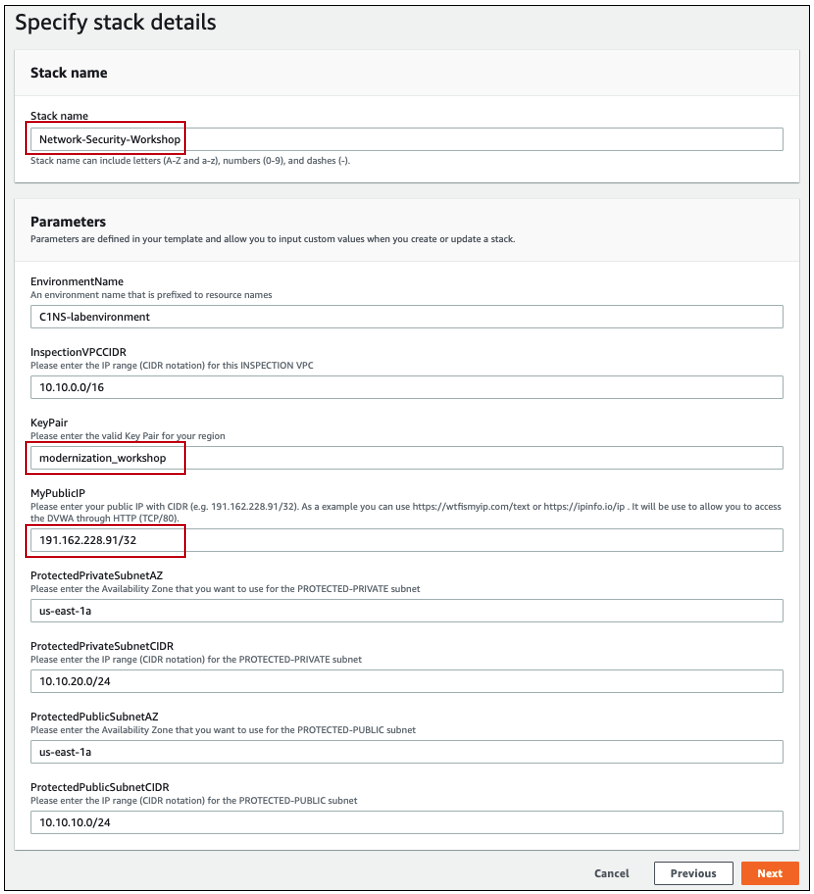 Specify stack details
Stack name
Stack name
Network-Security-Workshop
Stack name can include letters (A-Z and a-z), numbers (0-9), and dashes (-).
Parameters
Parameters are defined in your template and allow you to input custom values when you create or update a stack.
EnvironmentName
An environment name that is prefixed to resource names
C1NS-labenvironment
InspectionVPCCIDR
Please enter the IP range (CIDR notation) for this INSPECTION VPC
10.10.0.0/16
KeyPair
Please enter the valid Key Pair for your region
modernization_workshop
MyPublicIP
Please enter your public IP with CIDR (e.g. 191.162.228.91/32). As a example you can use https://wtfismyip.com/text or https://ipinfo.io/ip . It will be use to allow you to access
the DVWA through HTTP (TCP/80).
191.162.228.91/32
ProtectedPrivateSubnetAZ
Please enter the Availability Zone that you want to use for the PROTECTED-PRIVATE subnet
us-east-1a
ProtectedPrivateSubnetCIDR
Please enter the IP range (CIDR notation) for the PROTECTED-PRIVATE subnet
10.10.20.0/24
ProtectedPublicSubnetAZ
Please enter the Availability Zone that you want to use for the PROTECTED-PUBLIC subnet
us-east-1a
ProtectedPublicSubnetCIDR
Please enter the IP range (CIDR notation) for the PROTECTED-PUBLIC subnet
10.10.10.0/24
Cancel Previous Next